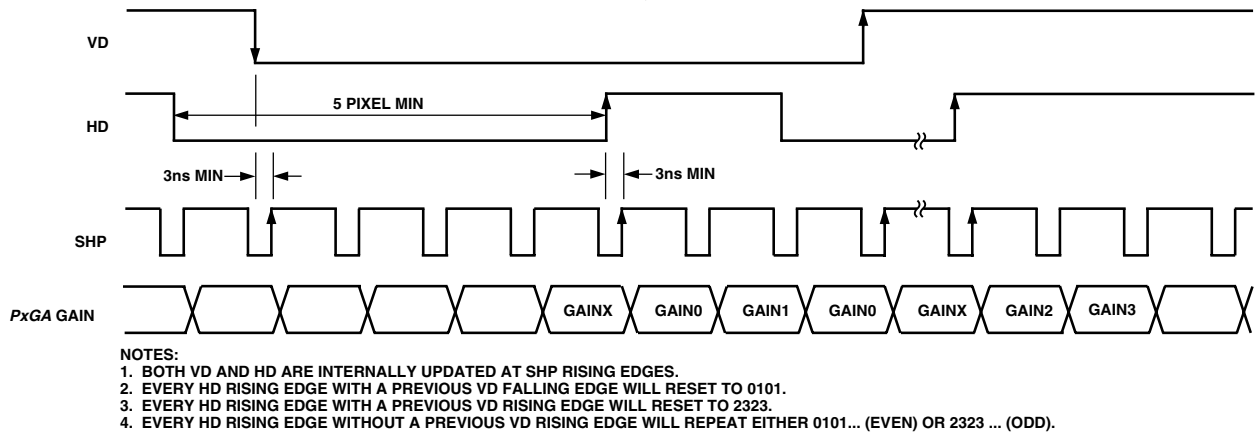 VD
5 PIXEL MIN
HD
3ns MIN
3ns MIN
SHP
PxGA GAIN
GAINX GAIN0 GAIN1 GAIN0 GAINX GAIN2 GAIN3
NOTES:
1. BOTH VD AND HD ARE INTERNALLY UPDATED AT SHP RISING EDGES.
2. EVERY HD RISING EDGE WITH A PREVIOUS VD FALLING EDGE WILL RESET TO 0101.
3. EVERY HD RISING EDGE WITH A PREVIOUS VD RISING EDGE WILL RESET TO 2323.
4. EVERY HD RISING EDGE WITHOUT A PREVIOUS VD RISING EDGE WILL REPEAT EITHER 0101... (EVEN) OR 2323 ... (ODD).